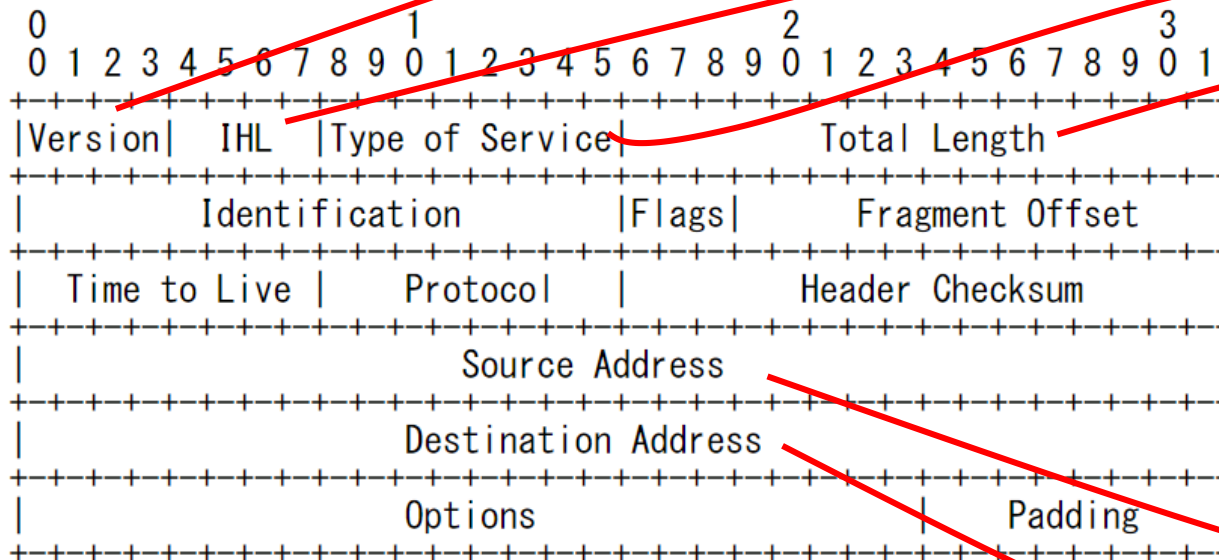 0                   1                   2                   3
0 1 2 3 4 5 6 7 8 9 0 1 2 3 4 5 6 7 8 9 0 1 2 3 4 5 6 7 8 9 0 1
+-+-+-+-+-+-+-+-+-+-+-+-+-+-+-+-+-+-+-+-+-+-+-+-+-+-+-+-+-+-+-+-
|Version|  IHL  |Type of Service|          Total Length
+-+-+-+-+-+-+-+-+-+-+-+-+-+-+-+-+-+-+-+-+-+-+-+-+-+-+-+-+-+-+-+-
|         Identification        |Flags|      Fragment Offset
+-+-+-+-+-+-+-+-+-+-+-+-+-+-+-+-+-+-+-+-+-+-+-+-+-+-+-+-+-+-+-+-
|  Time to Live |    Protocol   |         Header Checksum
+-+-+-+-+-+-+-+-+-+-+-+-+-+-+-+-+-+-+-+-+-+-+-+-+-+-+-+-+-+-+-+-
|                       Source Address
+-+-+-+-+-+-+-+-+-+-+-+-+-+-+-+-+-+-+-+-+-+-+-+-+-+-+-+-+-+-+-+-
|                    Destination Address
+-+-+-+-+-+-+-+-+-+-+-+-+-+-+-+-+-+-+-+-+-+-+-+-+-+-+-+-+-+-+-+-
|                    Options                    |    Padding
+-+-+-+-+-+-+-+-+-+-+-+-+-+-+-+-+-+-+-+-+-+-+-+-+-+-+-+-+-+-+-+-